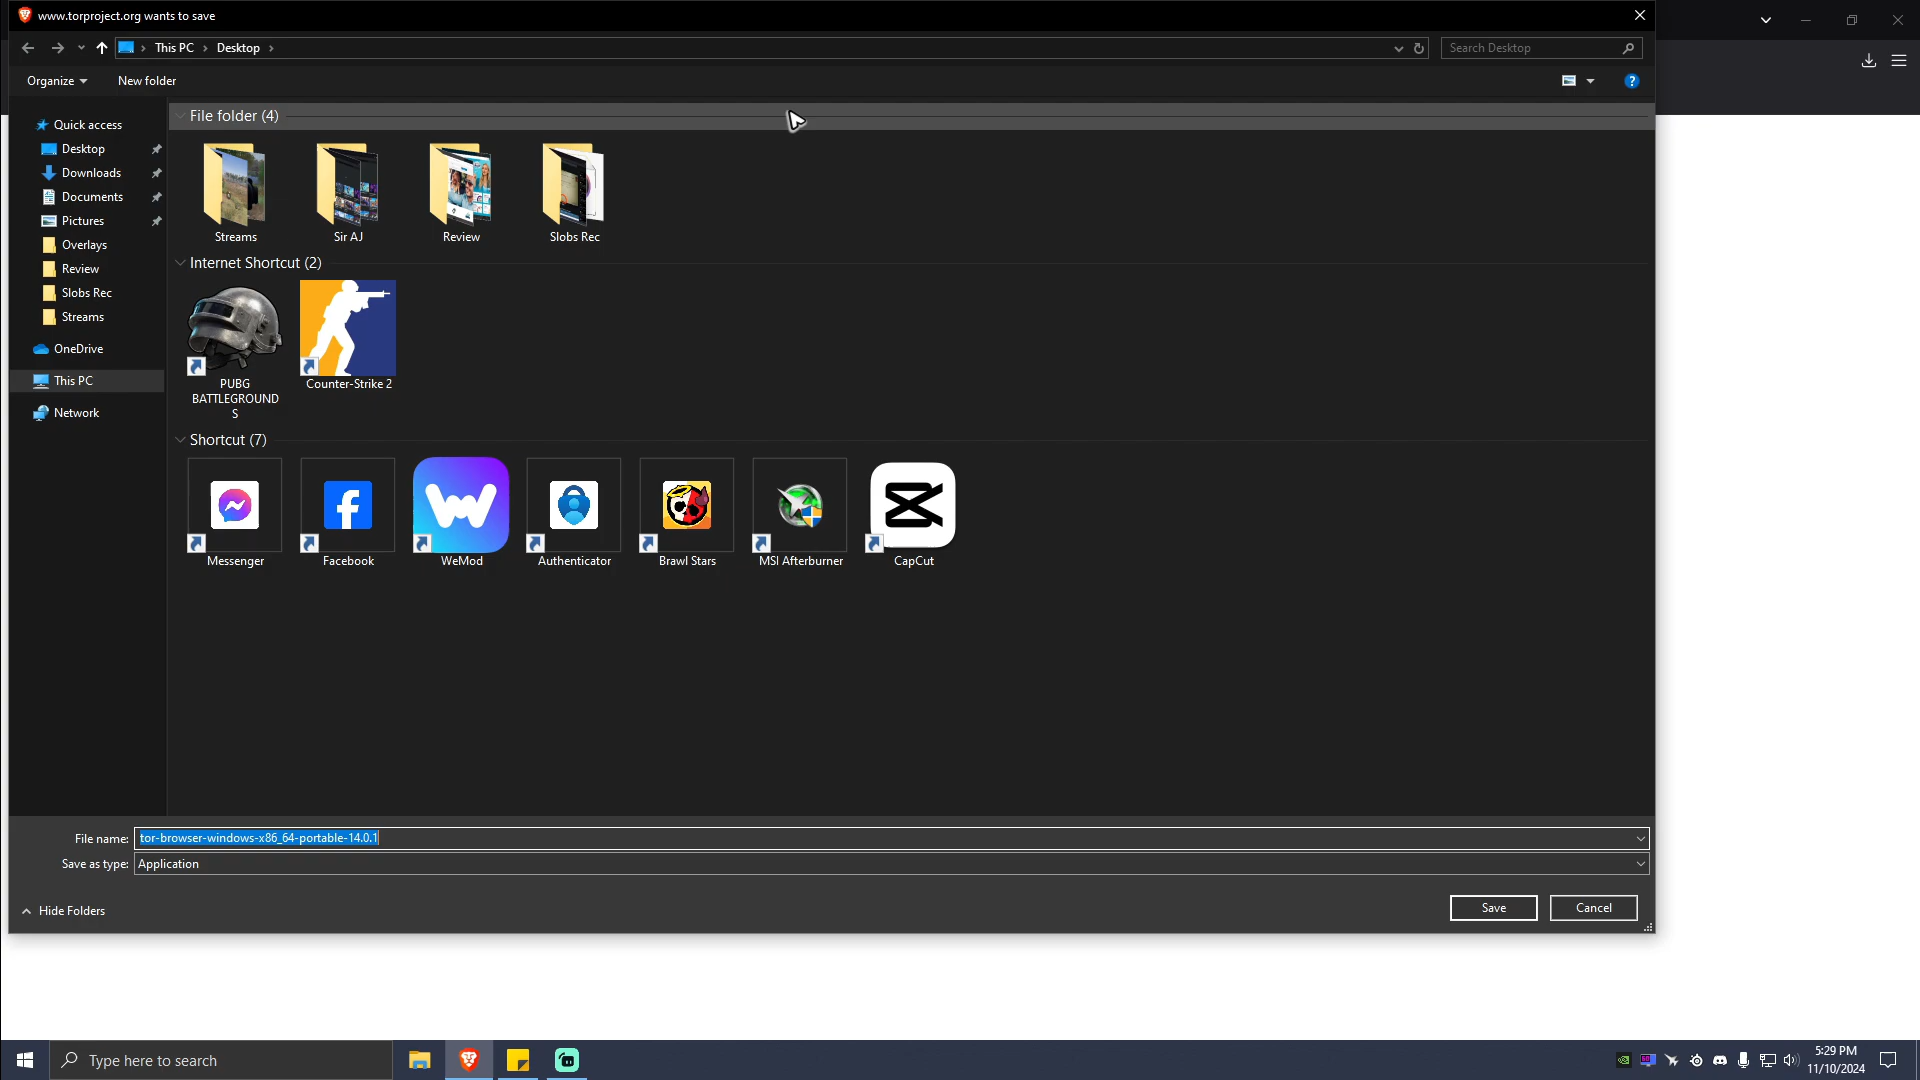 www.torproject.org wants to save
This PC
Desktop
Search Desktop
Organize
New folder
Quick access
Desktop
Downloads
Documents
Pictures
Overlays
Review
Slobs Rec
Streams
OneDrive
This PC
Network
File folder (4)
Streams
Sir AJ
Review
Slobs Rec
Internet Shortcut (2)
PUBG
BATTLEGROUND
S
Counter-Strike 2
Shortcut (7)
Messenger
Facebook
WeMod
Authenticator
Brawl Stars
MSI Afterburner
CapCut
File name: tor-browser-windows-x86_64-portable-14.0.1
Save as type: Application
Hide Folders
Save
Cancel
Type here to search
5:29 PM
11/10/2024